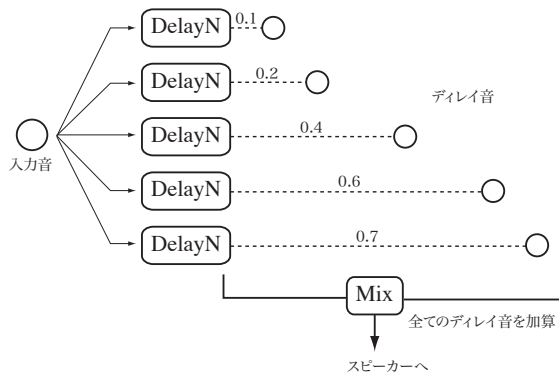 DelayN 0.1
DelayN 0.2
ディレイ音
DelayN 0.4
入力音
DelayN 0.6
DelayN 0.7
Mix
全てのディレイ音を加算
スピーカーへ